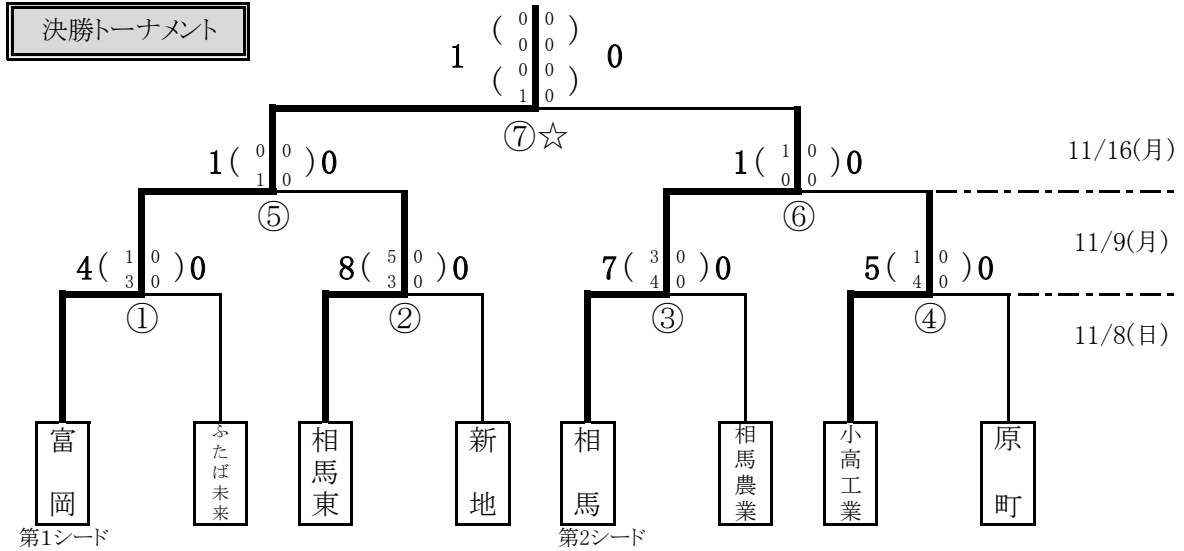 決勝トーナメント
1 ( 0 0 ) 0
0 0
( 0 0 )
1 0
⑦☆
11/16(月)
1( 0 0 )0
1 0
1( 1 0 )0
0 0
⑤
⑥
11/9(月)
4( 1 0 )0
3 0
8( 5 0 )0
3 0
7( 3 0 )0
4 0
5( 1 0 )0
4 0
①
②
③
④
11/8(日)
富岡
ふたば未来
相馬東
新地
相馬
相馬農業
小高工業
原町
第1シード
第2シード